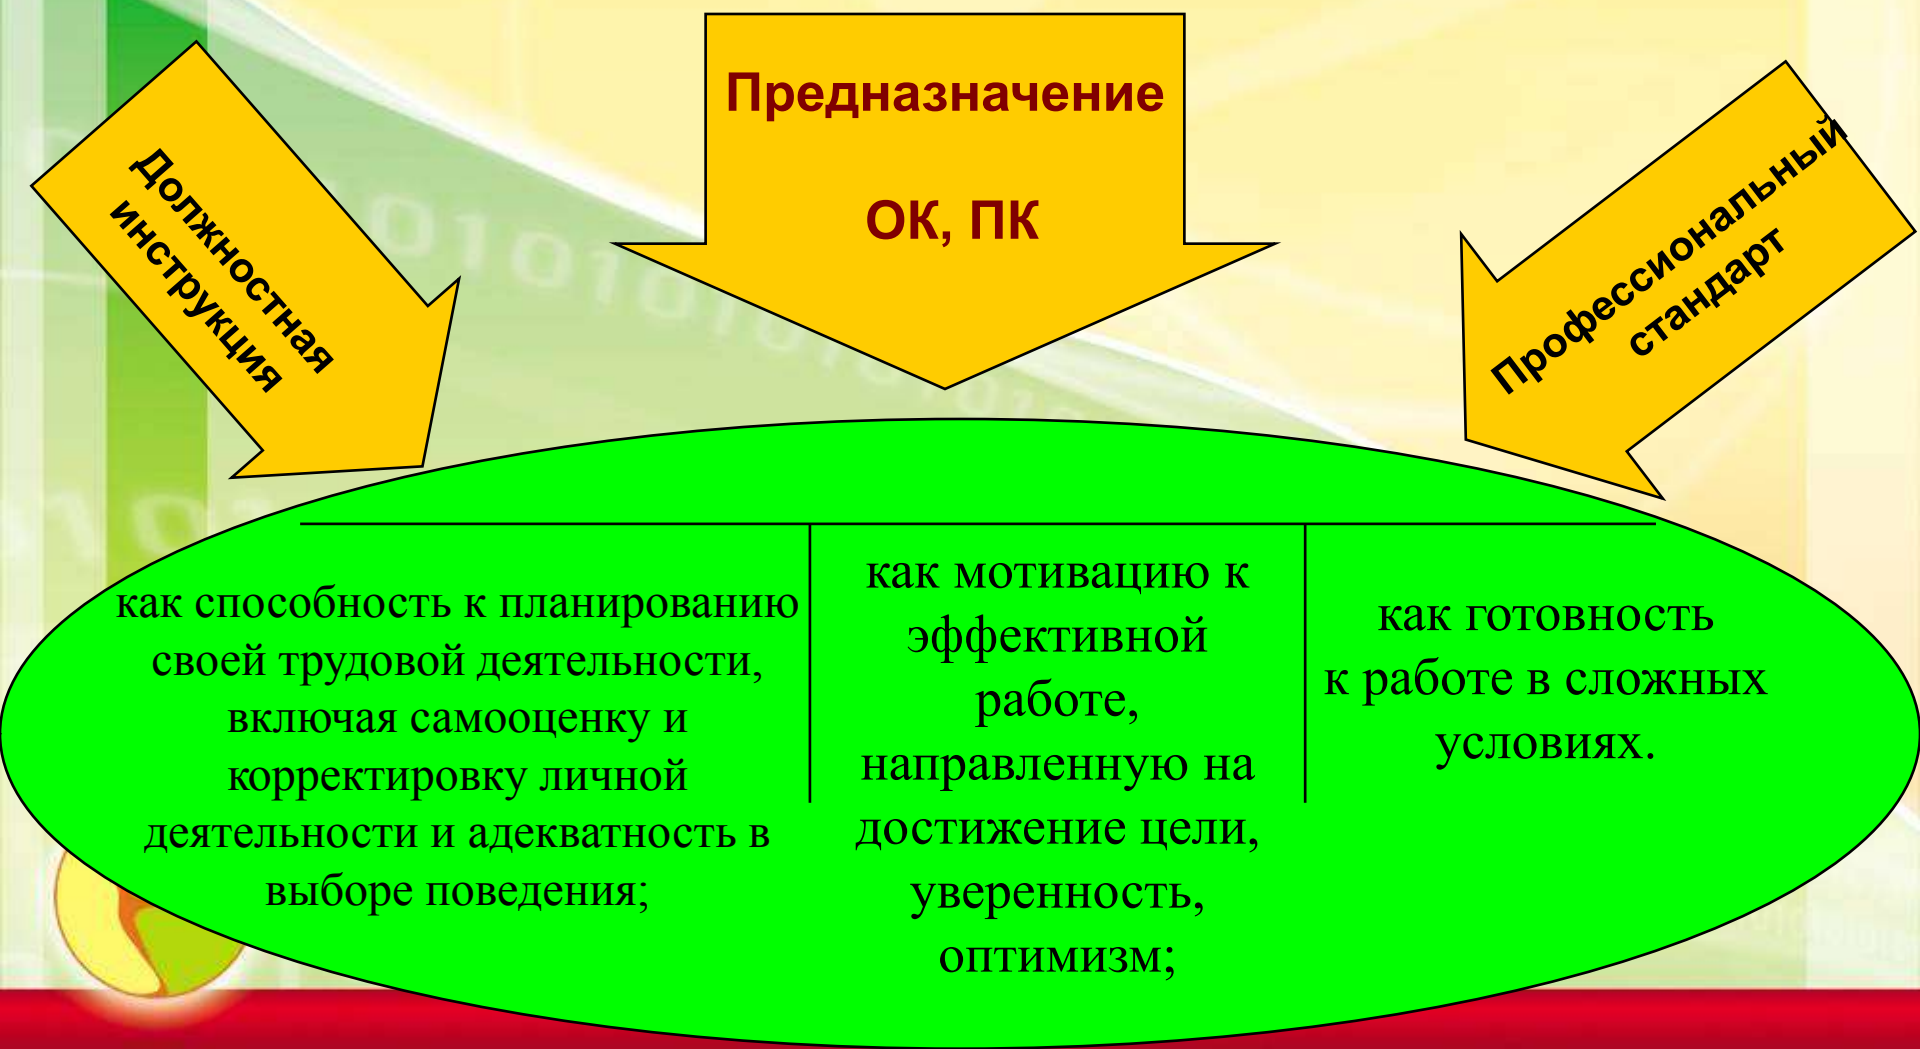 Должностная
инструкция
Предназначение
ОК, ПК
Профессиональный
стандарт
как способность к планированию
своей трудовой деятельности,
включая самооценку и
корректировку личной
деятельности и адекватность в
выборе поведения;
как мотивацию к
эффективной
работе,
направленную на
достижение цели,
уверенность,
оптимизм;
как готовность
к работе в сложных
условиях.